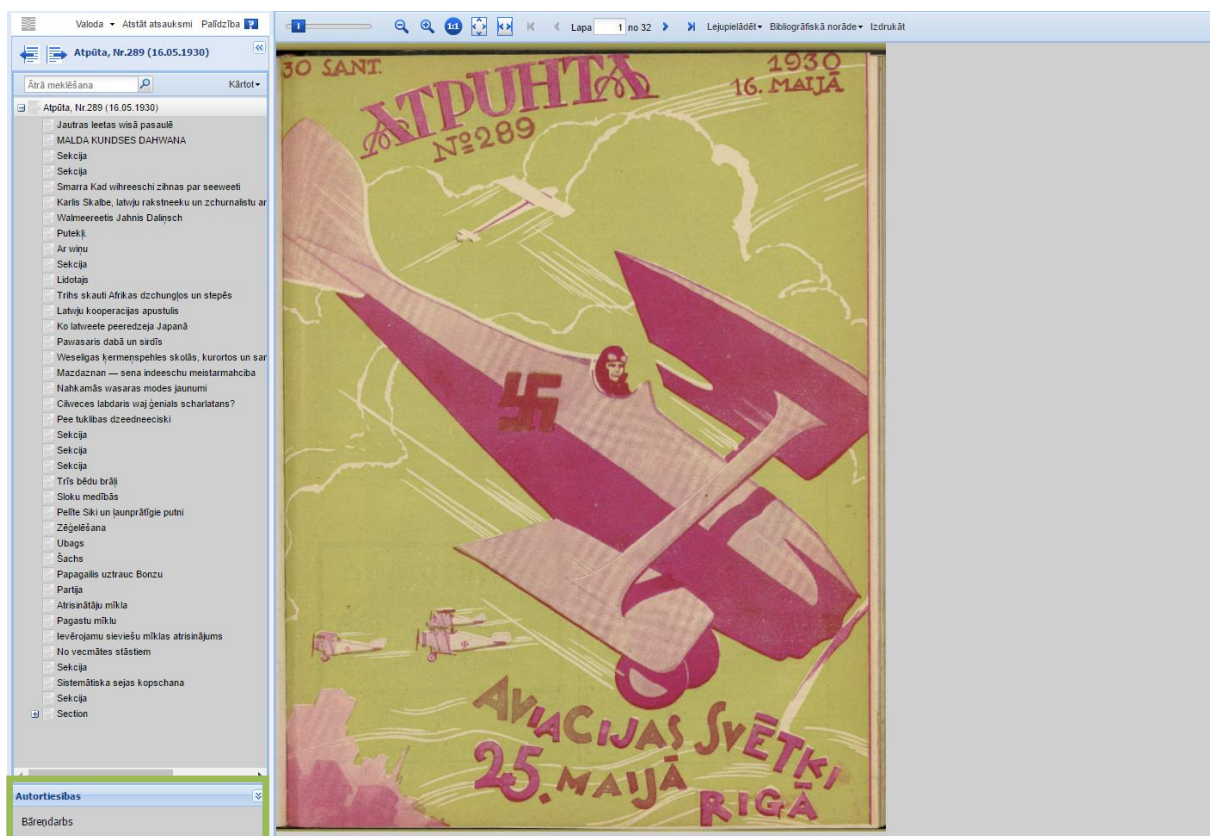 Valoda Atstāt atsauksmi Palīdzība ?
Atpūta, Nr.289 (16.05.1930)
Ātrā meklēšana Kārtot
Atpūta, Nr.289 (16.05.1930)
Jautras leetas wisā pasaulē
MALDA KUNDSES DAHWANA
Sekcija
Sekcija
Smarra Kad wihreeschi zihnas par seeweeti
Karlis Skalbe, latwju rakstneeku un zchurnalistu ar
Walmeereetis Jahnis Daliņsch
Putekļi.
Ar wiņu
Sekcija
Lidotajs
Trihs skauti Afrikas dzchungļos un stepēs
Latwju kooperacijas apustulis
Ko latweete peeredzeja Japanā
Pawasaris dabā un sirdīs
Weseligas ķermeņspehles skolās, kurortos un sar
Mazdaznan — sena indeeschu meistarmahciba
Nahkamās wasaras modes jaunumi
Cilweces labdaris waj ģenials scharlatans?
Pee tuklibas dzeedneeciski
Sekcija
Sekcija
Sekcija
Trīs bēdu brāļi
Sloku medībās
Pelīte Siki un ļaunprātīgie putni
Zēģelēšana
Ubags
Šachs
Papagailis uztrauc Bonzu
Partija
Atrisinātāju mīkla
Pagastu mīklu
Ievērojamu sieviešu mīklas atrisinājums
No vecmātes stāstiem
Sekcija
Sistemātiska sejas kopschana
Sekcija
Section
Autortiesības
Bāreņdarbs
1 1:1 Lapa 1 no 32 Lejupielādēt Bibliogrāfiskā norāde Izdrukāt
30 SANT.
1930
16. MAIJĀ
ATPUHTA
№289
AVIACIJAS SVĒTKI
25. MAIJĀ
RIGĀ